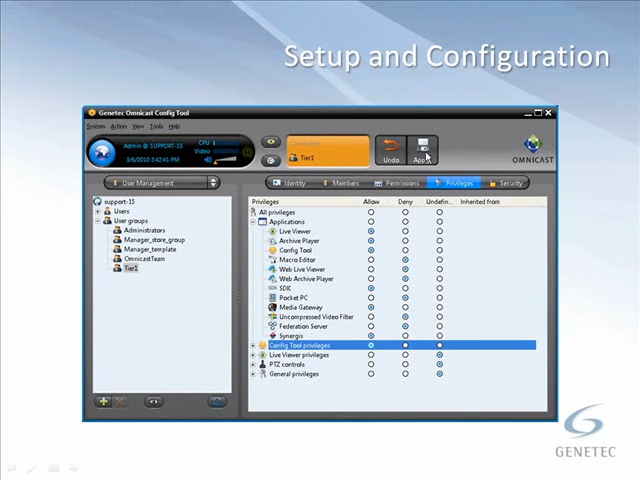 Setup and Configuration
Genetec Omnicast Config Tool
System Action View Tools Help
Admin @ SUPPORT-15
3/6/2010 3:42:41 PM
CPU
Video
Tier1
Undo
Apply
OMNICAST
User Management
Identity Members Permissions Privileges Security
support-15
Users
User groups
Administrators
Manager_store_group
Manager_template
OmnicastTeam
Tier1
Privileges Allow Deny Undefin... Inherited from
All privileges
Applications
Live Viewer
Archive Player
Config Tool
Macro Editor
Web Live Viewer
Web Archive Player
SDK SDK
Pocket PC
Media Gateway
Uncompressed Video Filter
Federation Server
Synergis
Config Tool privileges
Live Viewer privileges
PTZ controls
General privileges
GENETEC